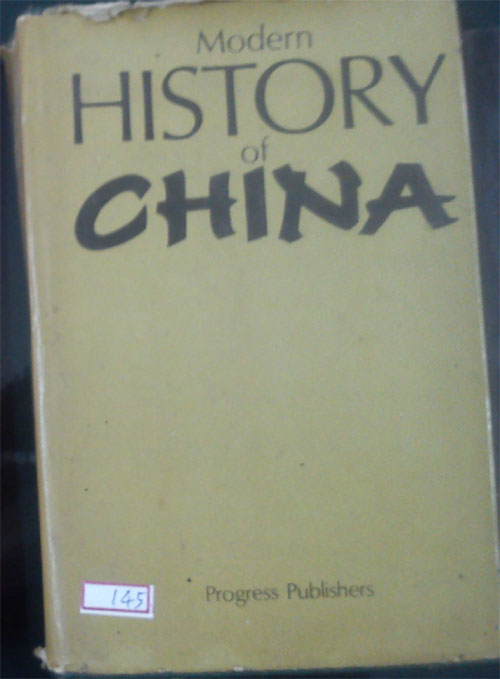 Modern
HISTORY
of
CHINA
145
Progress Publishers